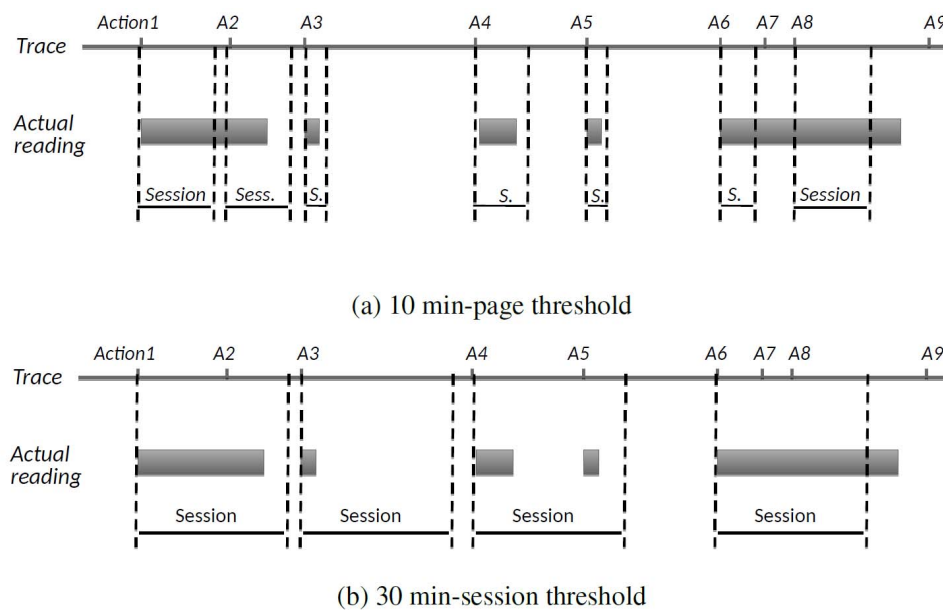 Action1 A2 A3 A4 A5 A6 A7 A8 A9
Trace
Actual
reading
Session Sess. S. S. S. S. Session
(a) 10 min-page threshold
Action1 A2 A3 A4 A5 A6 A7 A8 A9
Trace
Actual
reading
Session Session Session Session
(b) 30 min-session threshold